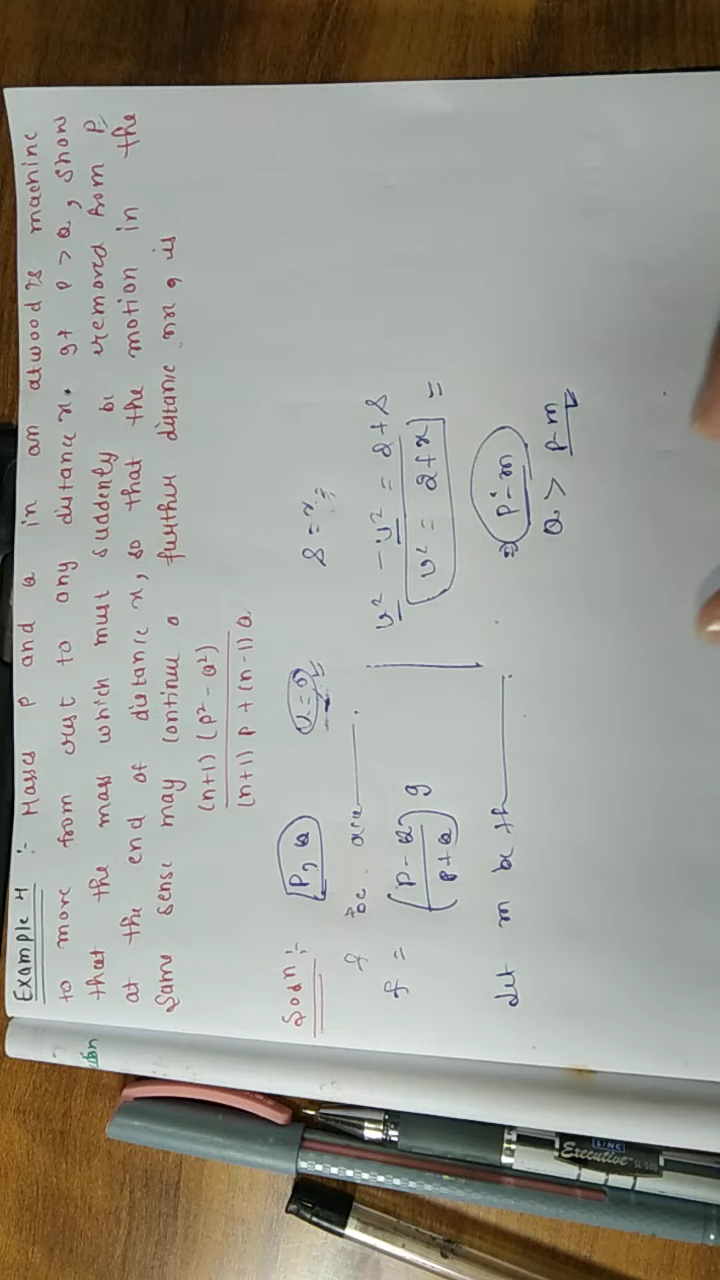 Example 4 :- Masses P and Q in an atwood's machine
to move from rest to any distance x. If P > Q, show
that the mass which must suddenly be removed from P
at the end of distance x, so that the motion in the
same sense may continue a further distance nx, is
(n+1) (P² - Q²)
(n+1) P + (n-1) Q
Soln :-
P, Q
u=0
S = x
f be acc
f = (P-Q / P+Q) g
v² - u² = 2fS
v² = 2fx =
Let m be th
⇒ P-m
Q > P-m
LINC
Executive